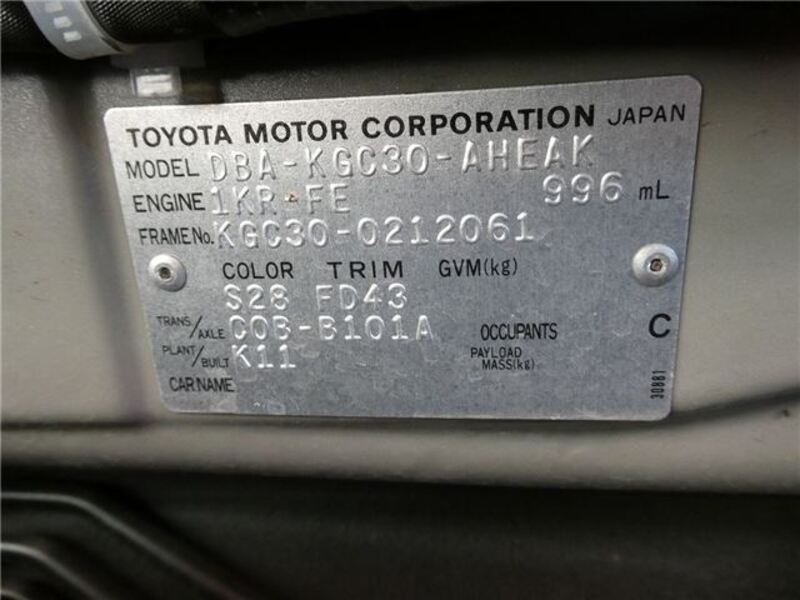 TOYOTA MOTOR CORPORATION JAPAN
MODEL DBA-KGC30-AHEAK
ENGINE 1KR-FE 996 mL
FRAME No. KGC30-0212061
COLOR TRIM GVM(kg)
S28 FD43
TRANS./AXLE C0B-B101A OCCUPANTS C
PLANT/BUILT K11 PAYLOAD MASS(kg)
CAR NAME
30881